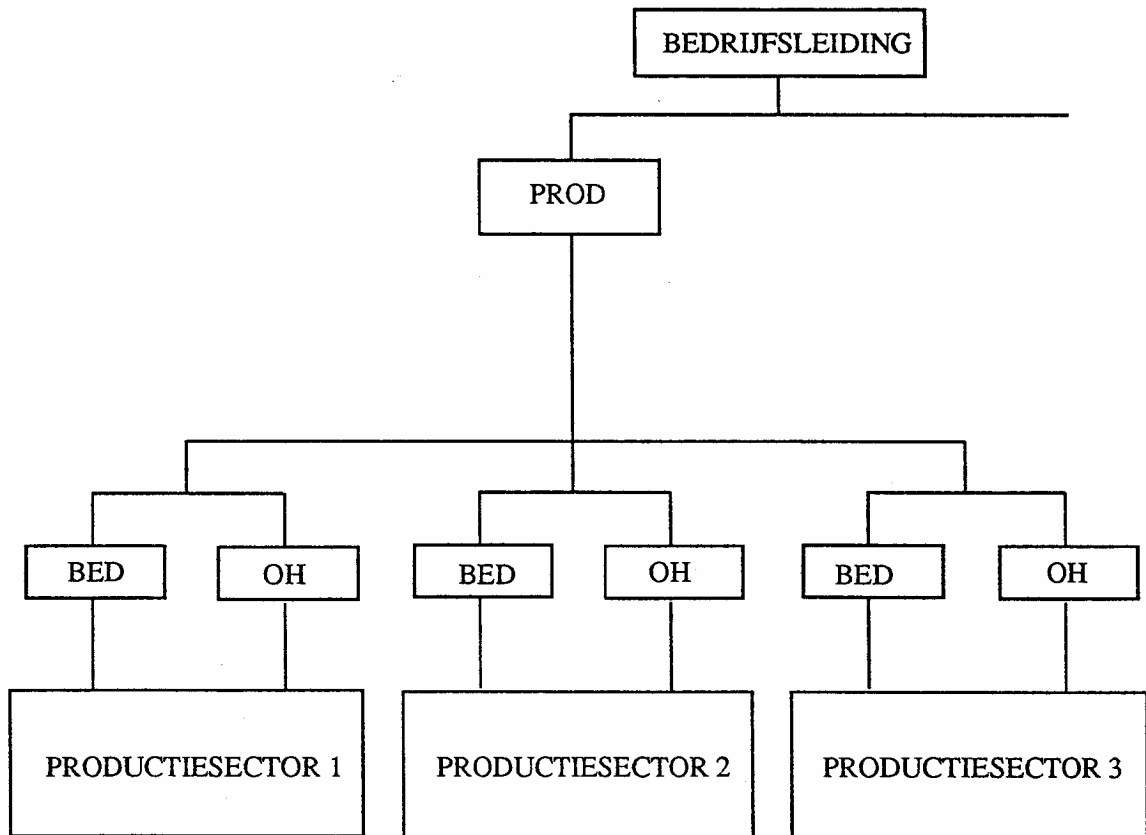 BEDRIJFSLEIDING
PROD
BED OH BED OH BED OH
PRODUCTIESECTOR 1 PRODUCTIESECTOR 2 PRODUCTIESECTOR 3